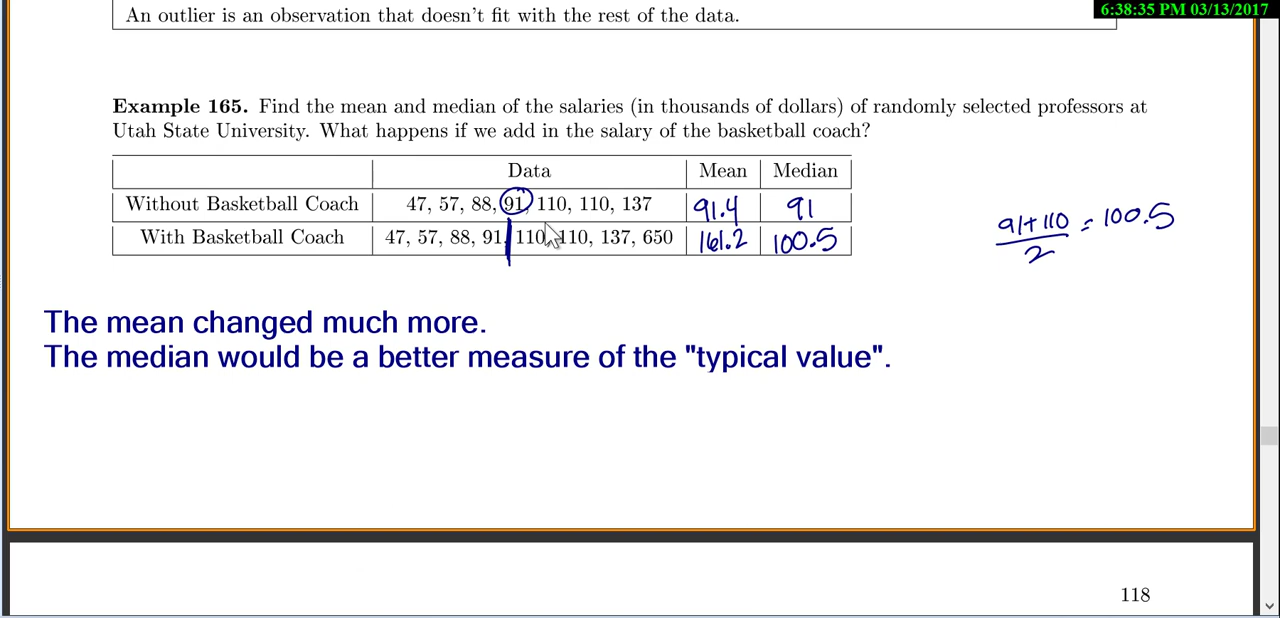 6:38:35 PM 03/13/2017
An outlier is an observation that doesn't fit with the rest of the data.
Example 165. Find the mean and median of the salaries (in thousands of dollars) of randomly selected professors at
Utah State University. What happens if we add in the salary of the basketball coach?
Data Mean Median
Without Basketball Coach 47, 57, 88, 91, 110, 110, 137 91.4 91
With Basketball Coach 47, 57, 88, 91, 110, 110, 137, 650 161.2 100.5
91+110 = 100.5
2
The mean changed much more.
The median would be a better measure of the "typical value".
118